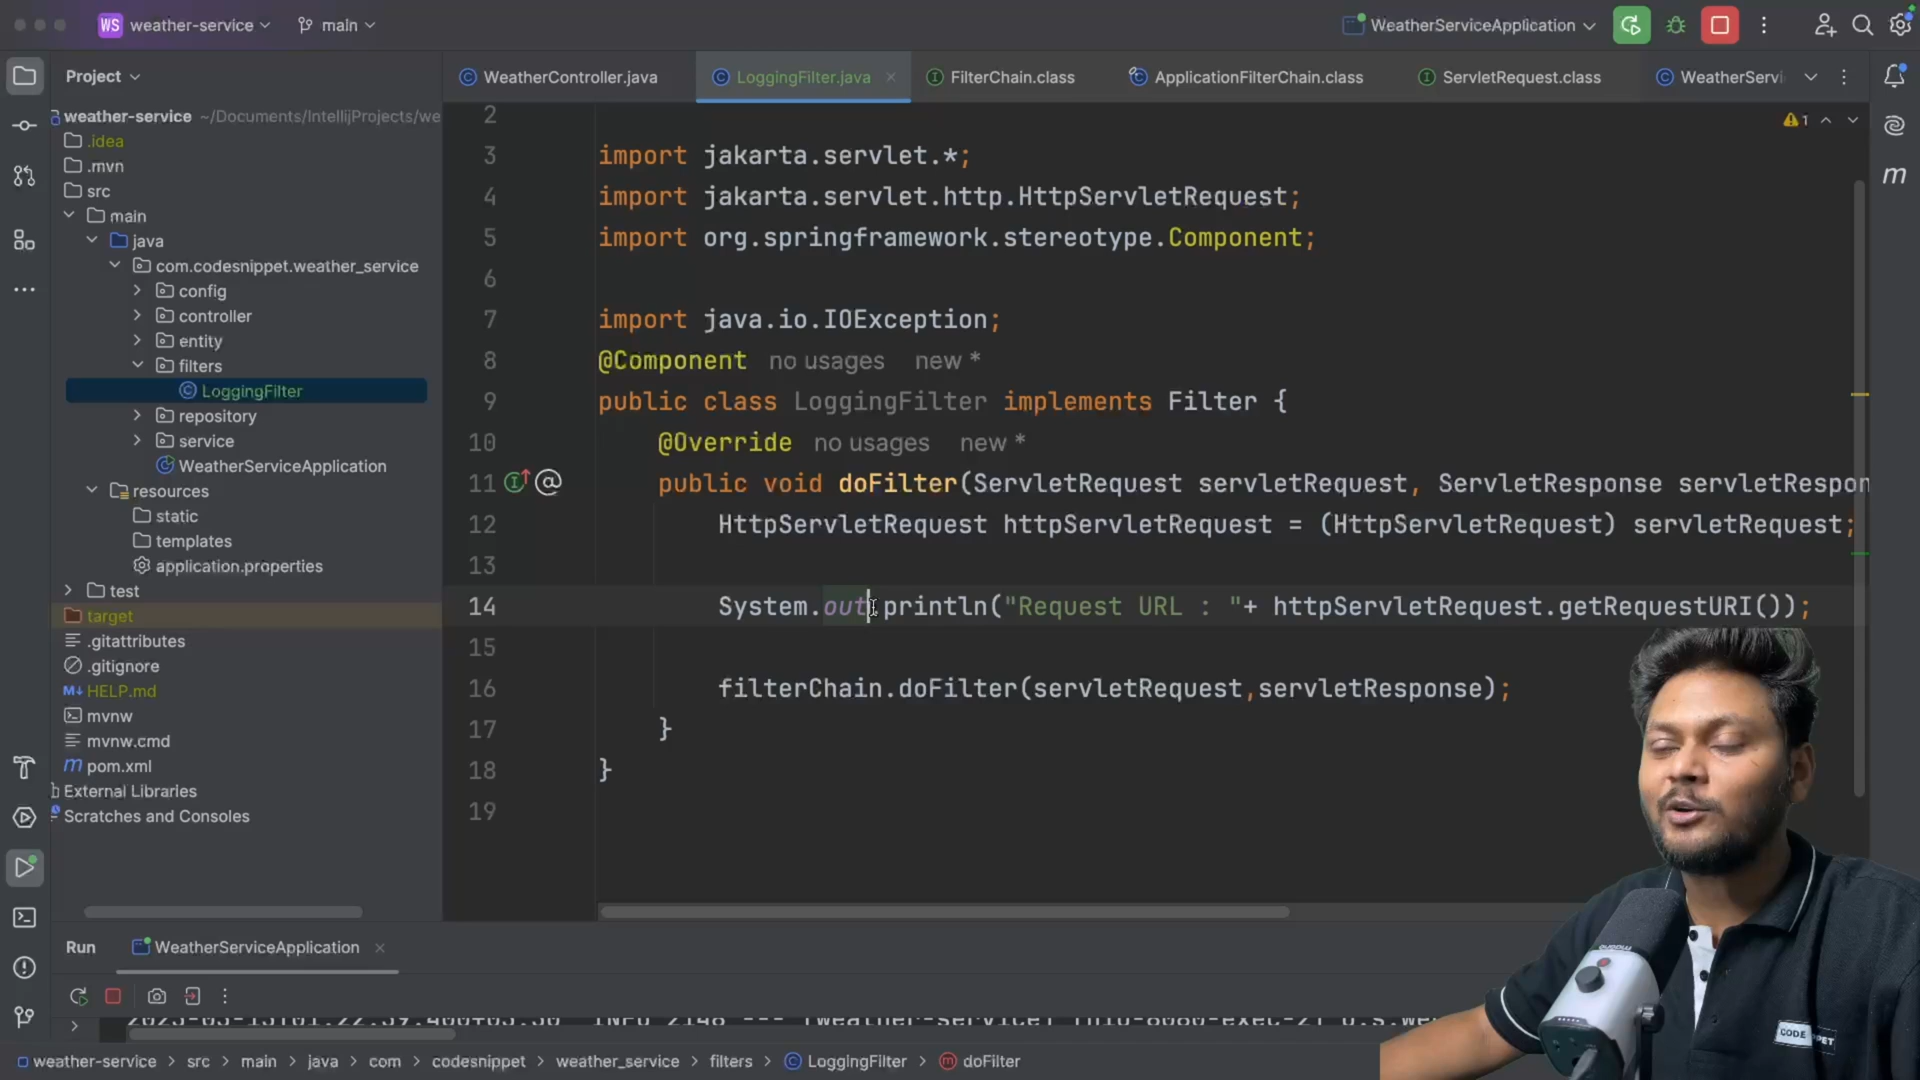 WS weather-service main WeatherServiceApplication
Project
WeatherController.java LoggingFilter.java FilterChain.class ApplicationFilterChain.class ServletRequest.class WeatherServi
weather-service ~/Documents/IntellijProjects/we
.idea
.mvn
src
main
java
com.codesnippet.weather_service
config
controller
entity
filters
LoggingFilter
repository
service
WeatherServiceApplication
resources
static
templates
application.properties
test
target
.gitattributes
.gitignore
M↓ HELP.md
mvnw
mvnw.cmd
m pom.xml
External Libraries
Scratches and Consoles
1
m
2
3 import jakarta.servlet.*;
4 import jakarta.servlet.http.HttpServletRequest;
5 import org.springframework.stereotype.Component;
6
7 import java.io.IOException;
8 @Component no usages new *
9 public class LoggingFilter implements Filter {
10 @Override no usages new *
11 public void doFilter(ServletRequest servletRequest, ServletResponse servletRespon
12 HttpServletRequest httpServletRequest = (HttpServletRequest) servletRequest;
13
14 System.out.println("Request URL : "+ httpServletRequest.getRequestURI());
15
16 filterChain.doFilter(servletRequest,servletResponse);
17 }
18 }
19
Run WeatherServiceApplication
weather-service > src > main > java > com > codesnippet > weather_service > filters > LoggingFilter > doFilter